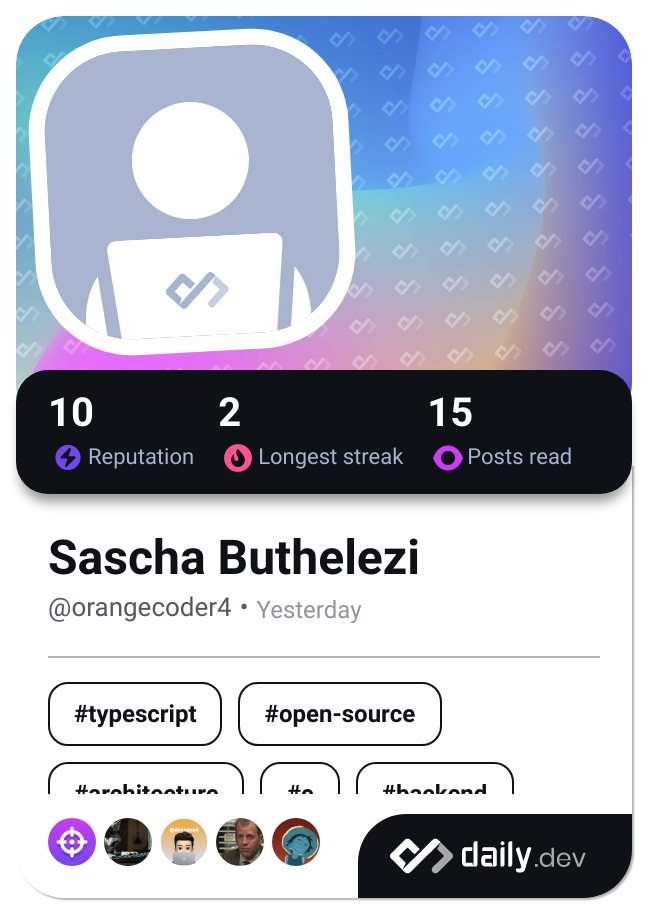 10 2 15
Reputation Longest streak Posts read
Sascha Buthelezi
@orangecoder4 • Yesterday
#typescript #open-source
#architecture #c #backend
daily.dev